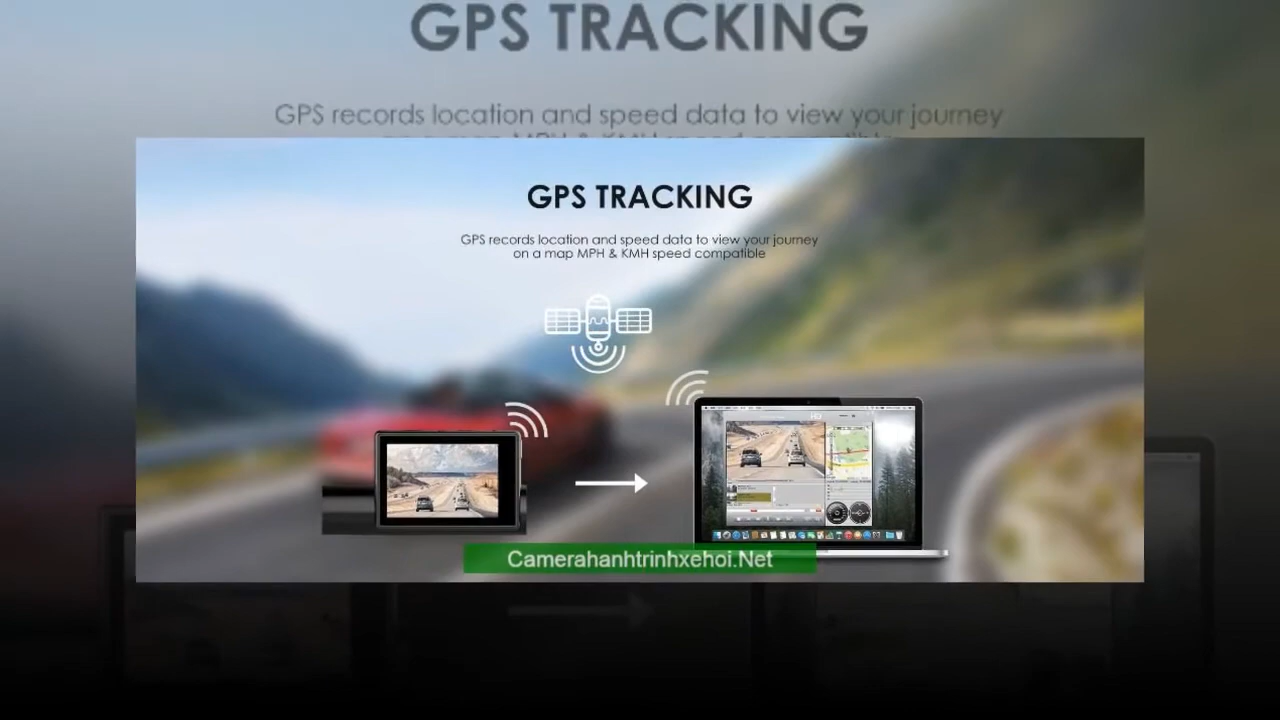 GPS TRACKING
GPS records location and speed data to view your journey
GPS TRACKING
GPS records location and speed data to view your journey
on a map MPH & KMH speed compatible
Camerahanhtrinhxehoi.Net